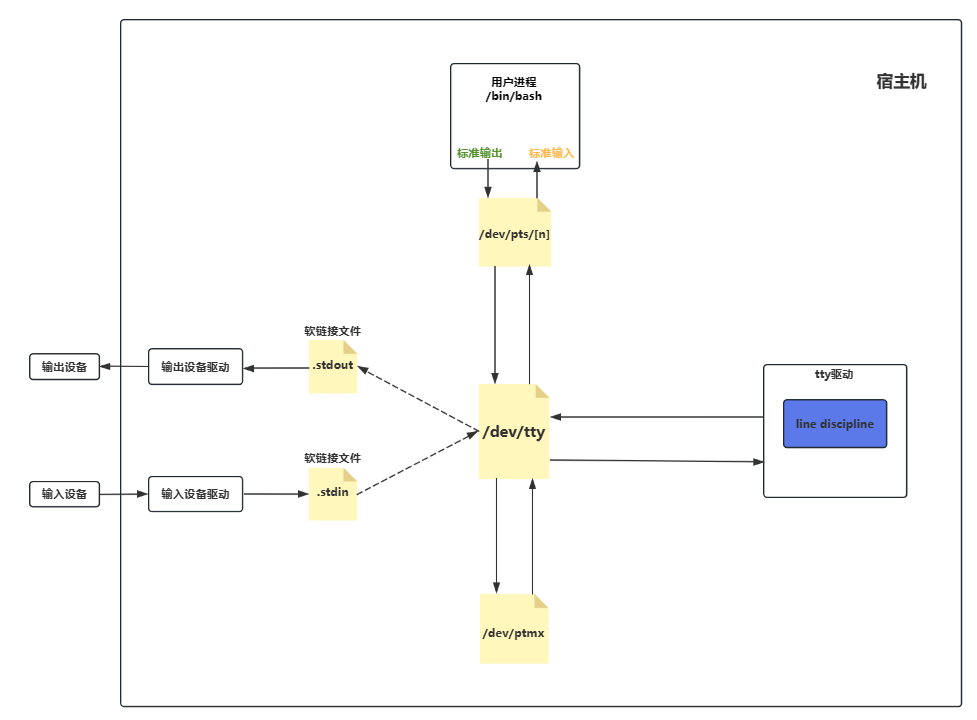 宿主机
用户进程
/bin/bash
标准输出
标准输入
/dev/pts/[n]
软链接文件
.stdout
输出设备
输出设备驱动
tty驱动
line discipline
/dev/tty
软链接文件
.stdin
输入设备
输入设备驱动
/dev/ptmx